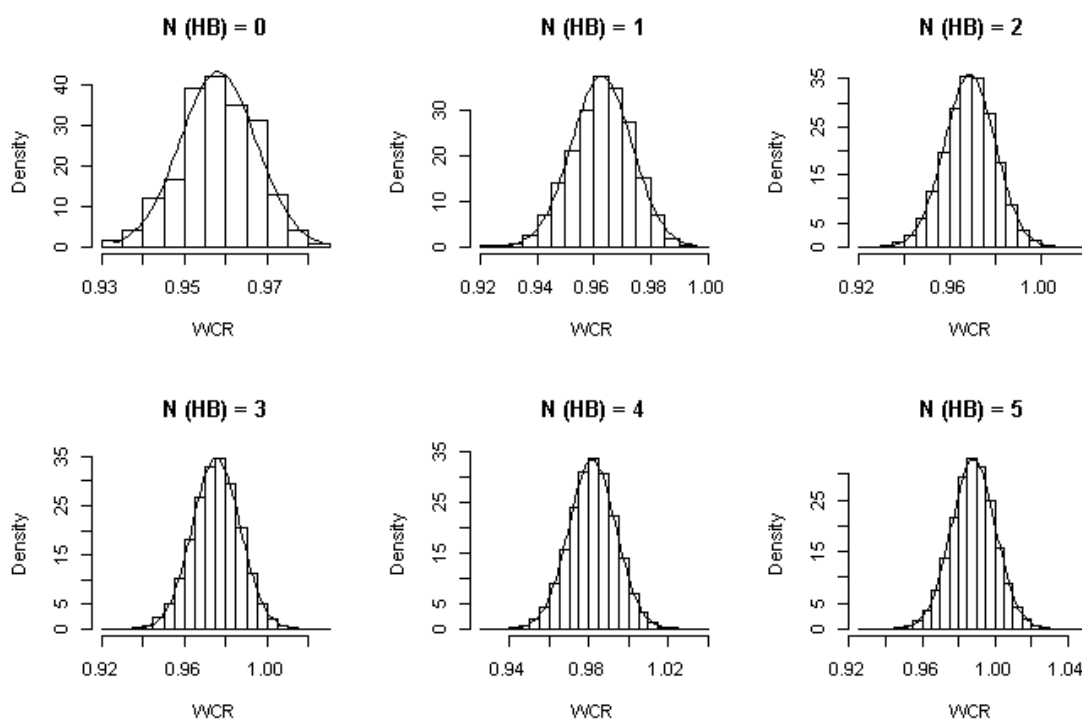 N (HB) = 0
Density
40
30
20
10
0
0.93 0.95 0.97
WCR
N (HB) = 1
Density
30
20
10
0
0.92 0.94 0.96 0.98 1.00
WCR
N (HB) = 2
Density
35
25
15
5
0
0.92 0.96 1.00
WCR
N (HB) = 3
Density
35
25
15
5
0
0.92 0.96 1.00
WCR
N (HB) = 4
Density
35
25
15
5
0
0.94 0.98 1.02
WCR
N (HB) = 5
Density
25
15
5
0
0.92 0.96 1.00 1.04
WCR